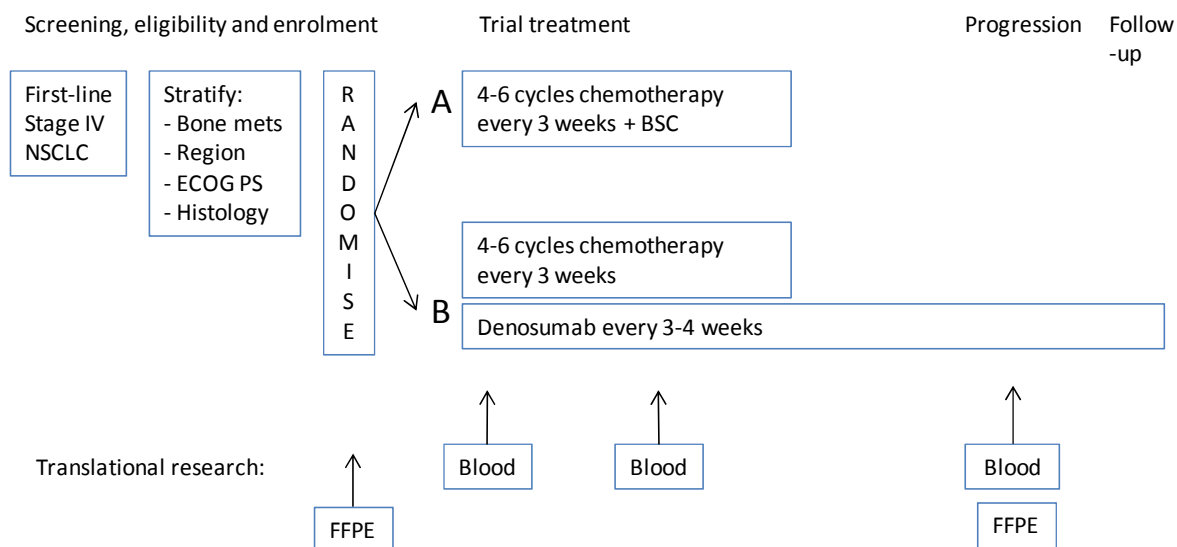 Screening, eligibility and enrolment
Trial treatment
Progression
Follow
-up
First-line
Stage IV
NSCLC
Stratify:
- Bone mets
- Region
- ECOG PS
- Histology
R
A
N
D
O
M
I
S
E
A
4-6 cycles chemotherapy
every 3 weeks + BSC
4-6 cycles chemotherapy
every 3 weeks
B
Denosumab every 3-4 weeks
Translational research:
FFPE
Blood
Blood
Blood
FFPE